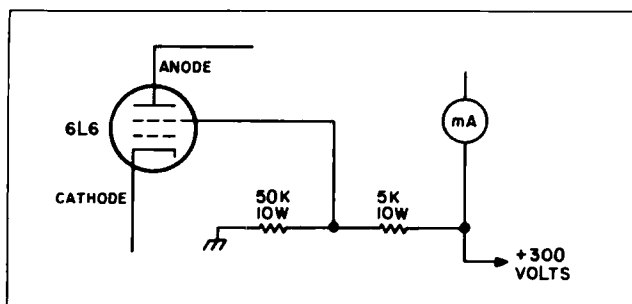 ANODE
6L6
mA
CATHODE
50K
10W
5K
10W
+300
VOLTS